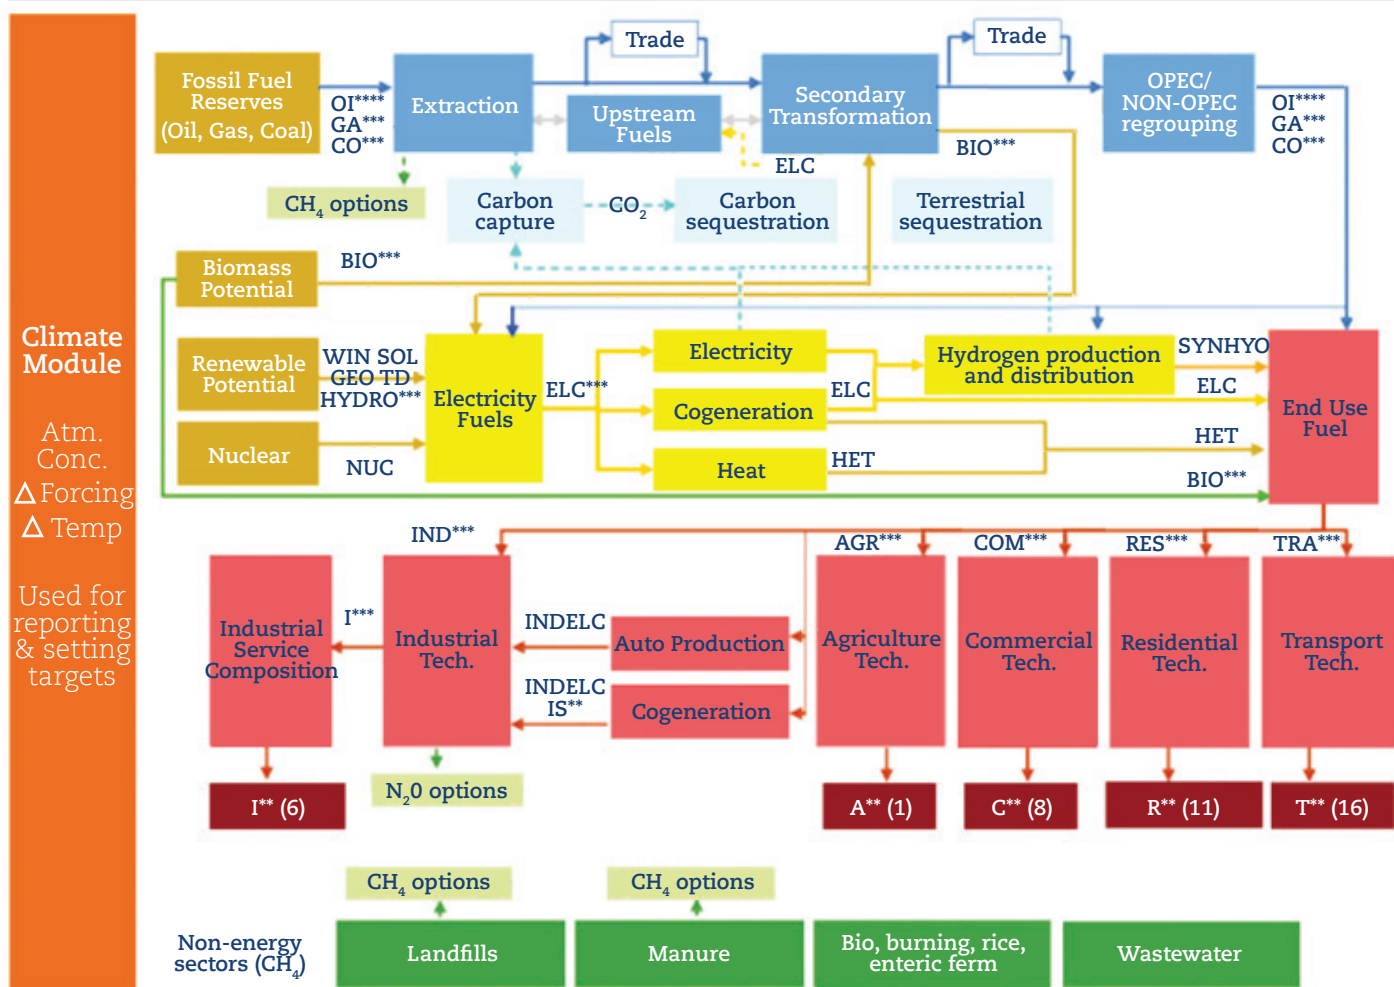 Climate
Module
Atm.
Conc.
Δ Forcing
Δ Temp
Used for
reporting
& setting
targets
Fossil Fuel
Reserves
(Oil, Gas, Coal)
OI****
GA***
CO***
Extraction
Trade
Upstream
Fuels
Secondary
Transformation
ELC
Trade
OPEC/
NON-OPEC
regrouping
OI****
GA***
CO***
BIO***
CH₄ options
Carbon
capture
CO₂
Carbon
sequestration
Terrestrial
sequestration
Biomass
Potential
BIO***
Renewable
Potential
WIN SOL
GEO TD
HYDRO***
Nuclear
NUC
Electricity
Fuels
ELC***
Electricity
Cogeneration
Heat
ELC
HET
Hydrogen production
and distribution
SYNHYO
ELC
HET
BIO***
End Use
Fuel
IND***
AGR***
COM***
RES***
TRA***
Industrial
Service
Composition
I***
Industrial
Tech.
INDELC
Auto Production
INDELC
IS**
Cogeneration
Agriculture
Tech.
Commercial
Tech.
Residential
Tech.
Transport
Tech.
I** (6)
N₂0 options
A** (1)
C** (8)
R** (11)
T** (16)
CH₄ options
CH₄ options
Non-energy
sectors (CH₄)
Landfills
Manure
Bio, burning, rice,
enteric ferm
Wastewater